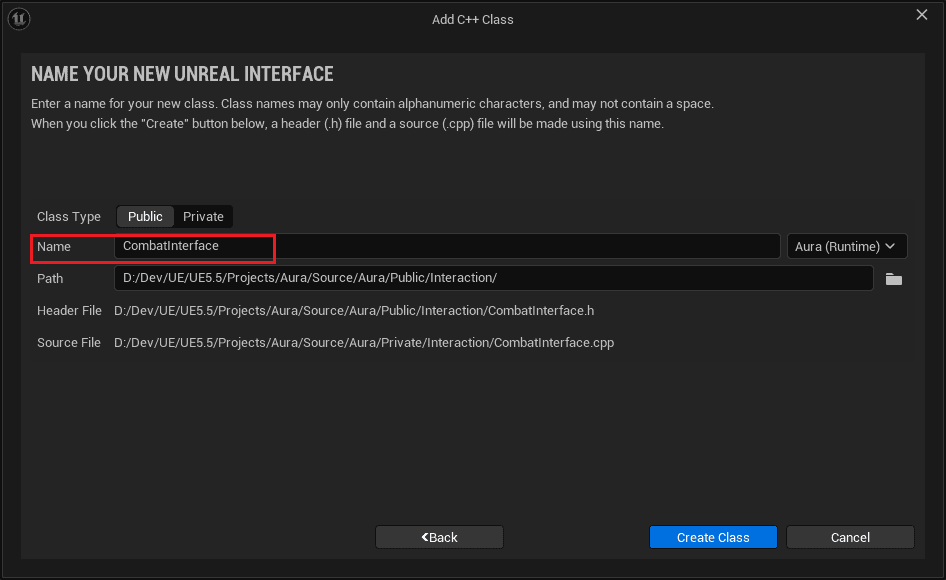 Add C++ Class
NAME YOUR NEW UNREAL INTERFACE
Enter a name for your new class. Class names may only contain alphanumeric characters, and may not contain a space.
When you click the "Create" button below, a header (.h) file and a source (.cpp) file will be made using this name.
Class Type Public Private
Name CombatInterface Aura (Runtime)
Path D:/Dev/UE/UE5.5/Projects/Aura/Source/Aura/Public/Interaction/
Header File D:/Dev/UE/UE5.5/Projects/Aura/Source/Aura/Public/Interaction/CombatInterface.h
Source File D:/Dev/UE/UE5.5/Projects/Aura/Source/Aura/Private/Interaction/CombatInterface.cpp
Back Create Class Cancel